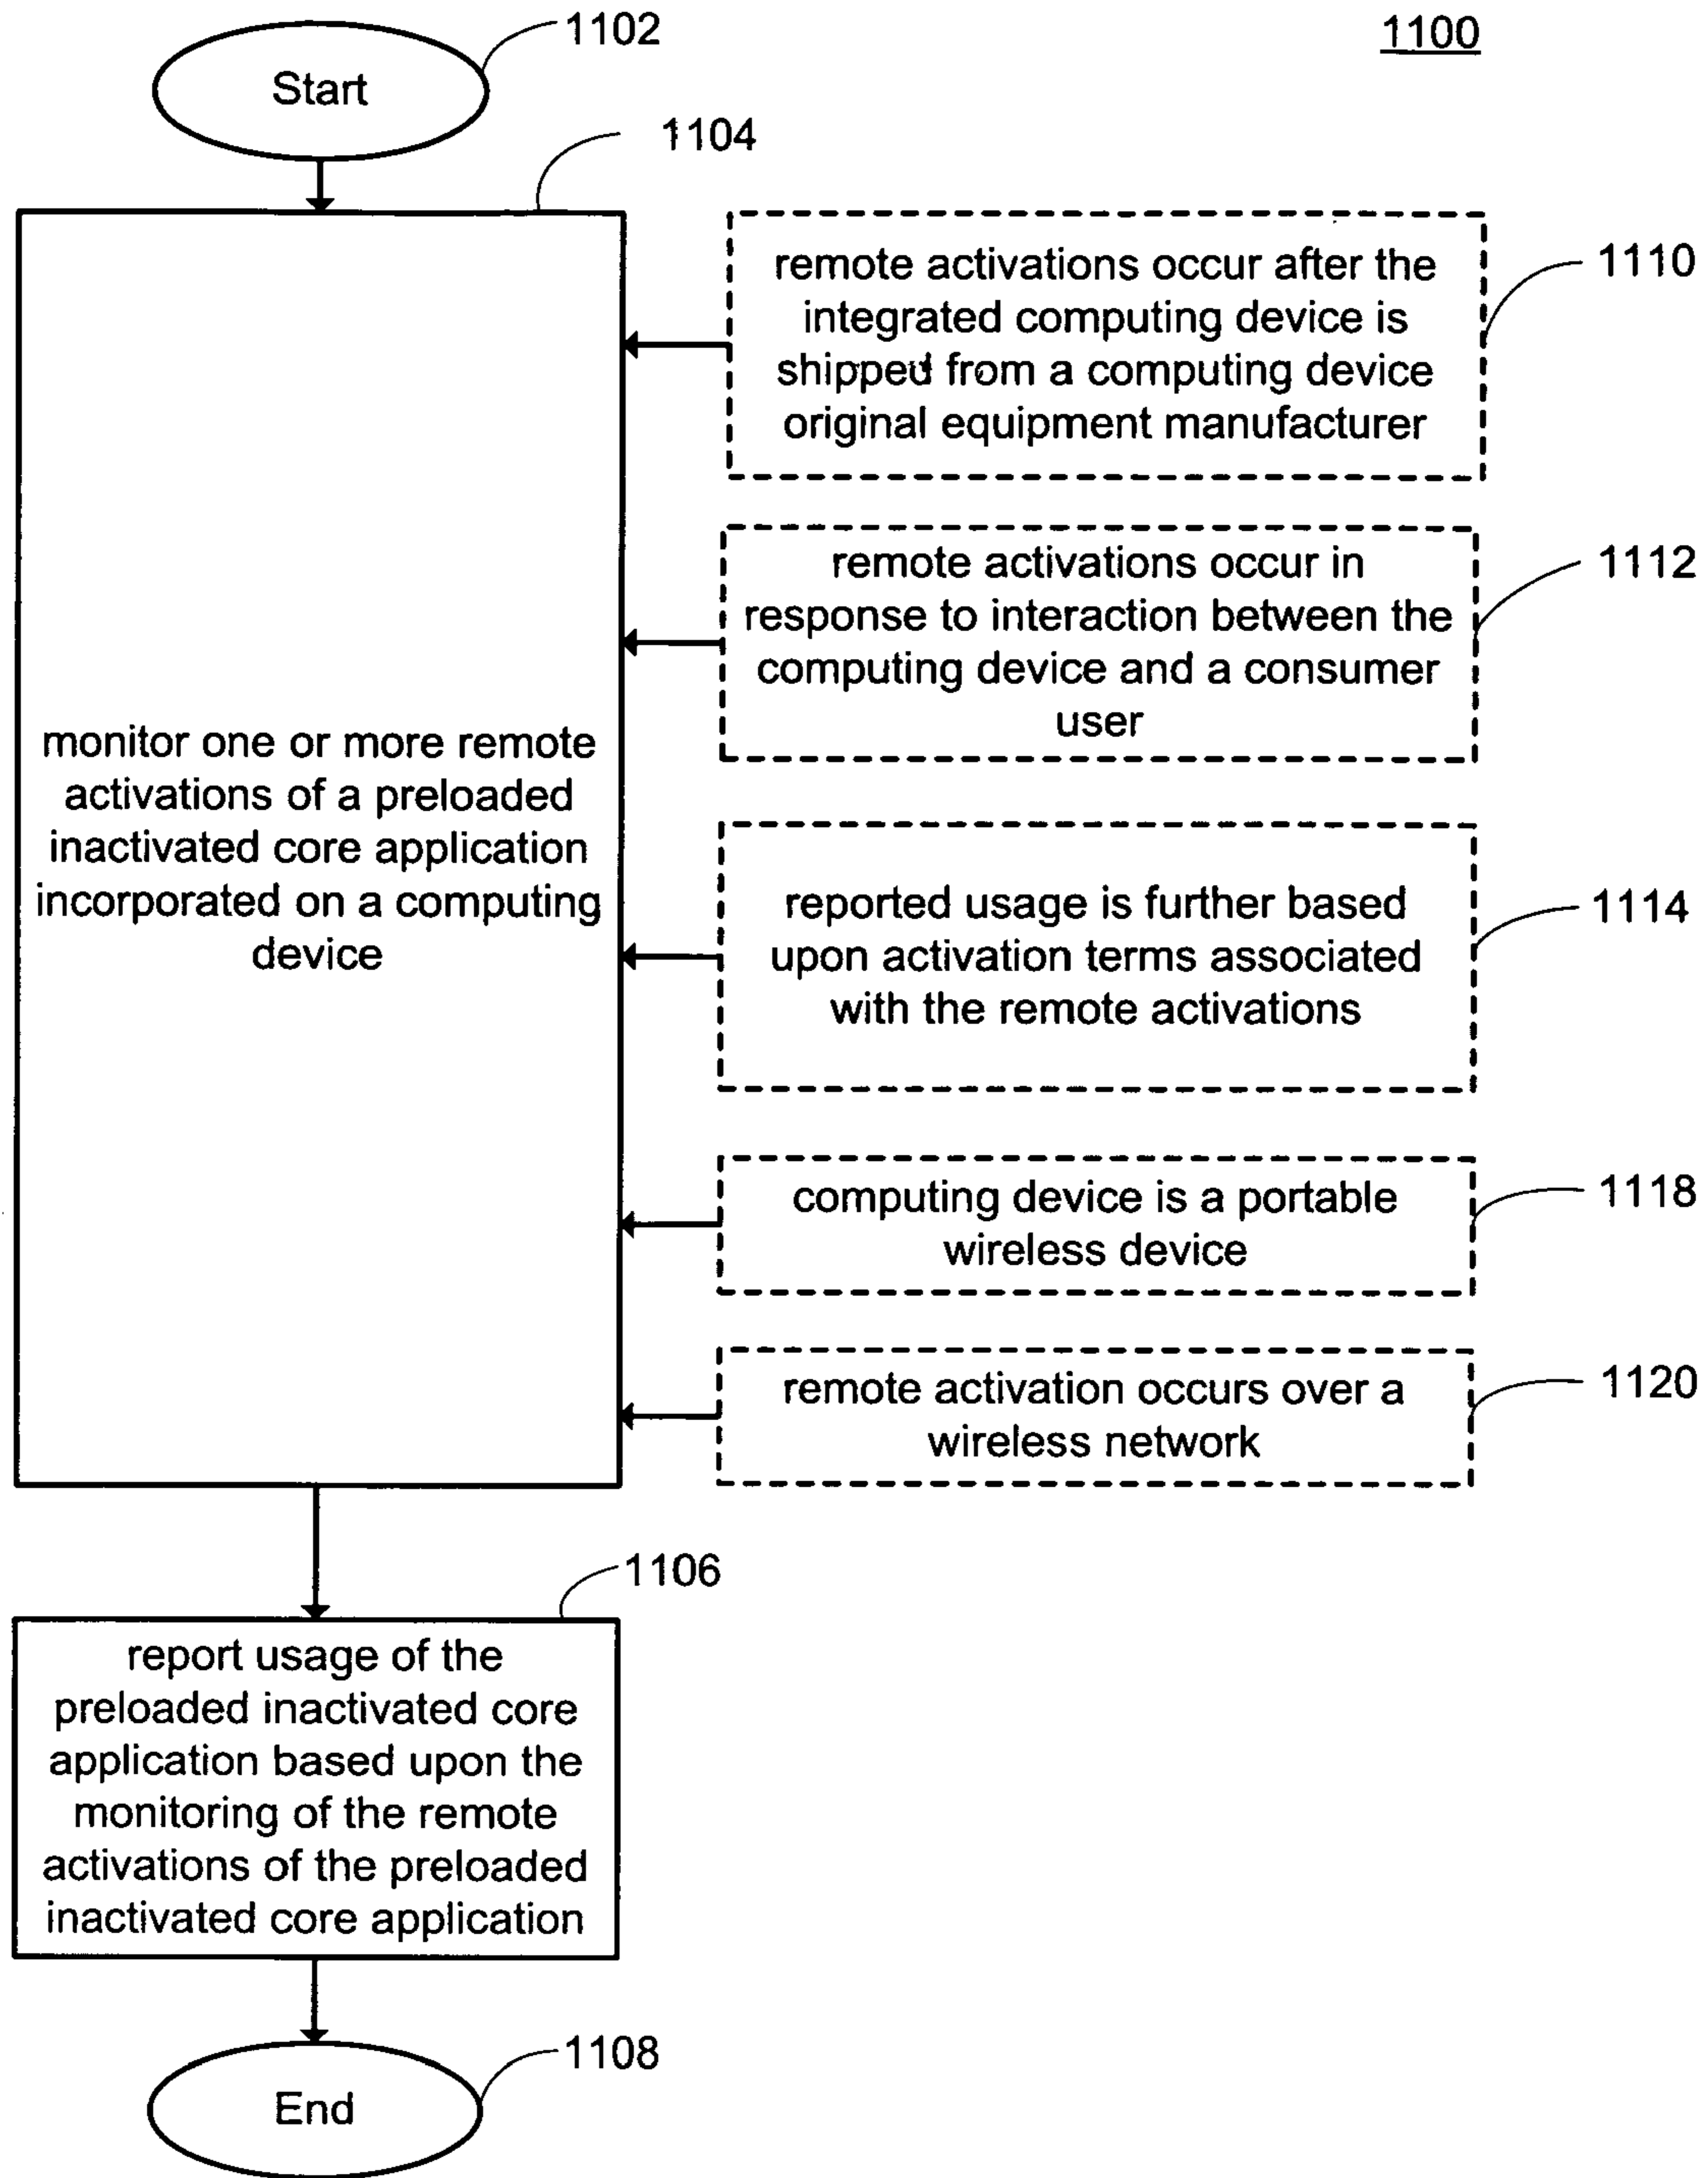 1102
1100
Start
1104
remote activations occur after the
integrated computing device is
shipped from a computing device
original equipment manufacturer
1110
remote activations occur in
response to interaction between the
computing device and a consumer
user
1112
monitor one or more remote
activations of a preloaded
inactivated core application
incorporated on a computing
device
reported usage is further based
upon activation terms associated
with the remote activations
1114
computing device is a portable
wireless device
1118
remote activation occurs over a
wireless network
1120
1106
report usage of the
preloaded inactivated core
application based upon the
monitoring of the remote
activations of the preloaded
inactivated core application
1108
End